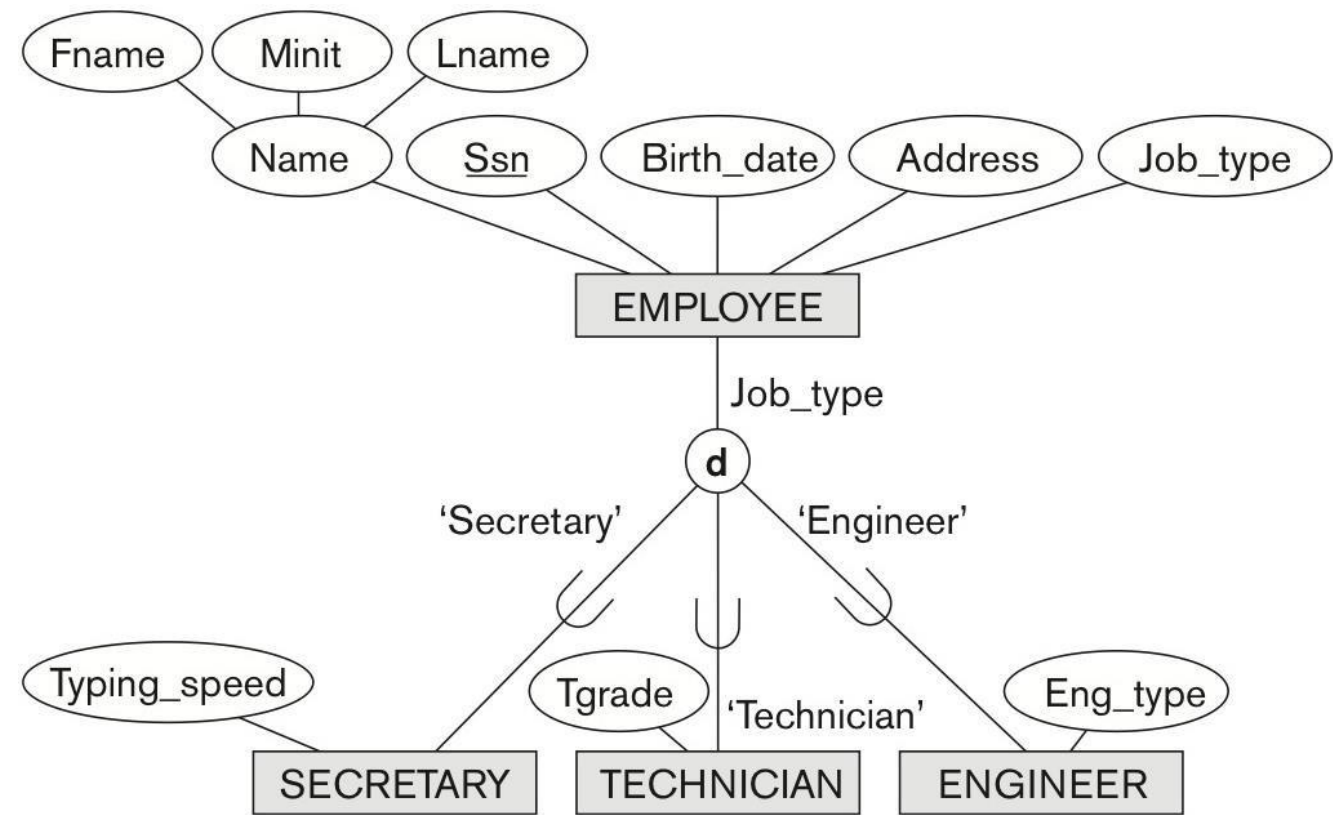 Fname Minit Lname
Name Ssn Birth_date Address Job_type
EMPLOYEE
Job_type
d
‘Secretary’ ‘Engineer’
Typing_speed Tgrade ‘Technician’ Eng_type
SECRETARY TECHNICIAN ENGINEER